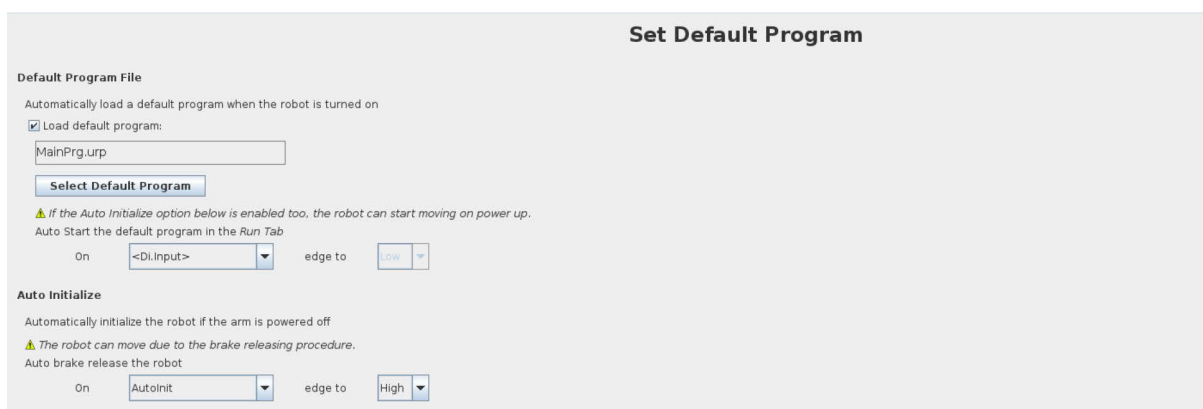 Set Default Program
Default Program File
Automatically load a default program when the robot is turned on
Load default program:
MainPrg.urp
Select Default Program
If the Auto Initialize option below is enabled too, the robot can start moving on power up.
Auto Start the default program in the Run Tab
On <Di.Input> edge to Low
Auto Initialize
Automatically initialize the robot if the arm is powered off
The robot can move due to the brake releasing procedure.
Auto brake release the robot
On AutoInit edge to High